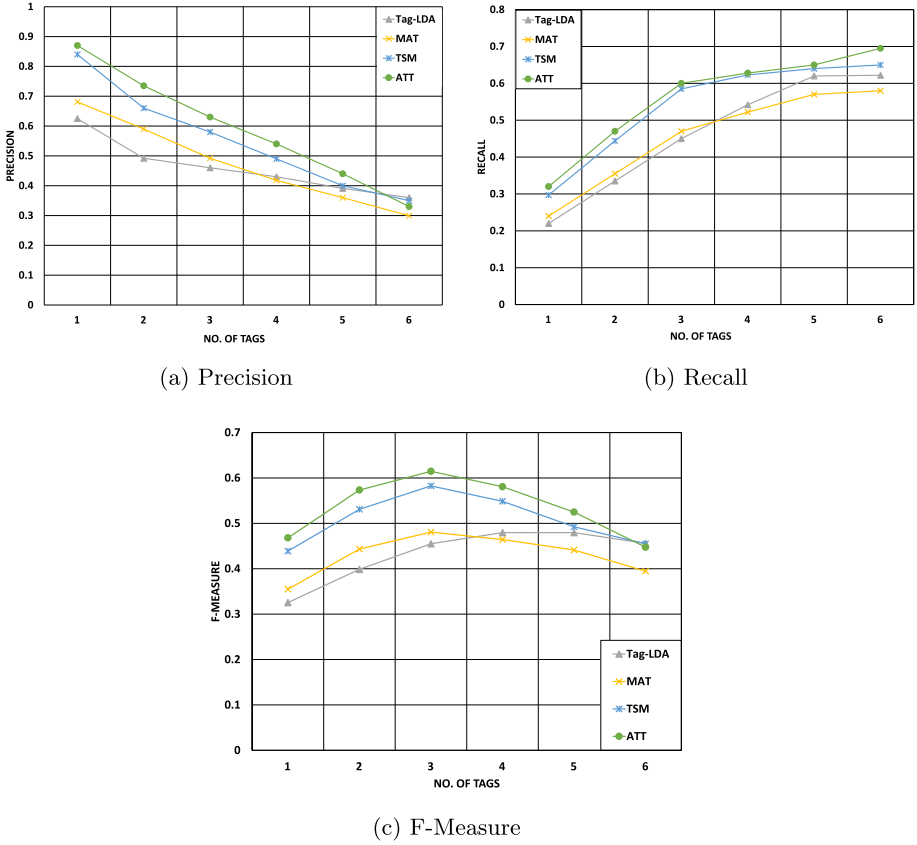 1
0.9
0.8
0.7
0.6
0.5
0.4
0.3
0.2
0.1
0
PRECISION
Tag-LDA
MAT
TSM
ATT
1 2 3 4 5 6
NO. OF TAGS
(a) Precision
0.8
0.7
0.6
0.5
0.4
0.3
0.2
0.1
0
RECALL
Tag-LDA
MAT
TSM
ATT
1 2 3 4 5 6
NO. OF TAGS
(b) Recall
0.7
0.6
0.5
0.4
0.3
0.2
0.1
0
F-MEASURE
Tag-LDA
MAT
TSM
ATT
1 2 3 4 5 6
NO. OF TAGS
(c) F-Measure